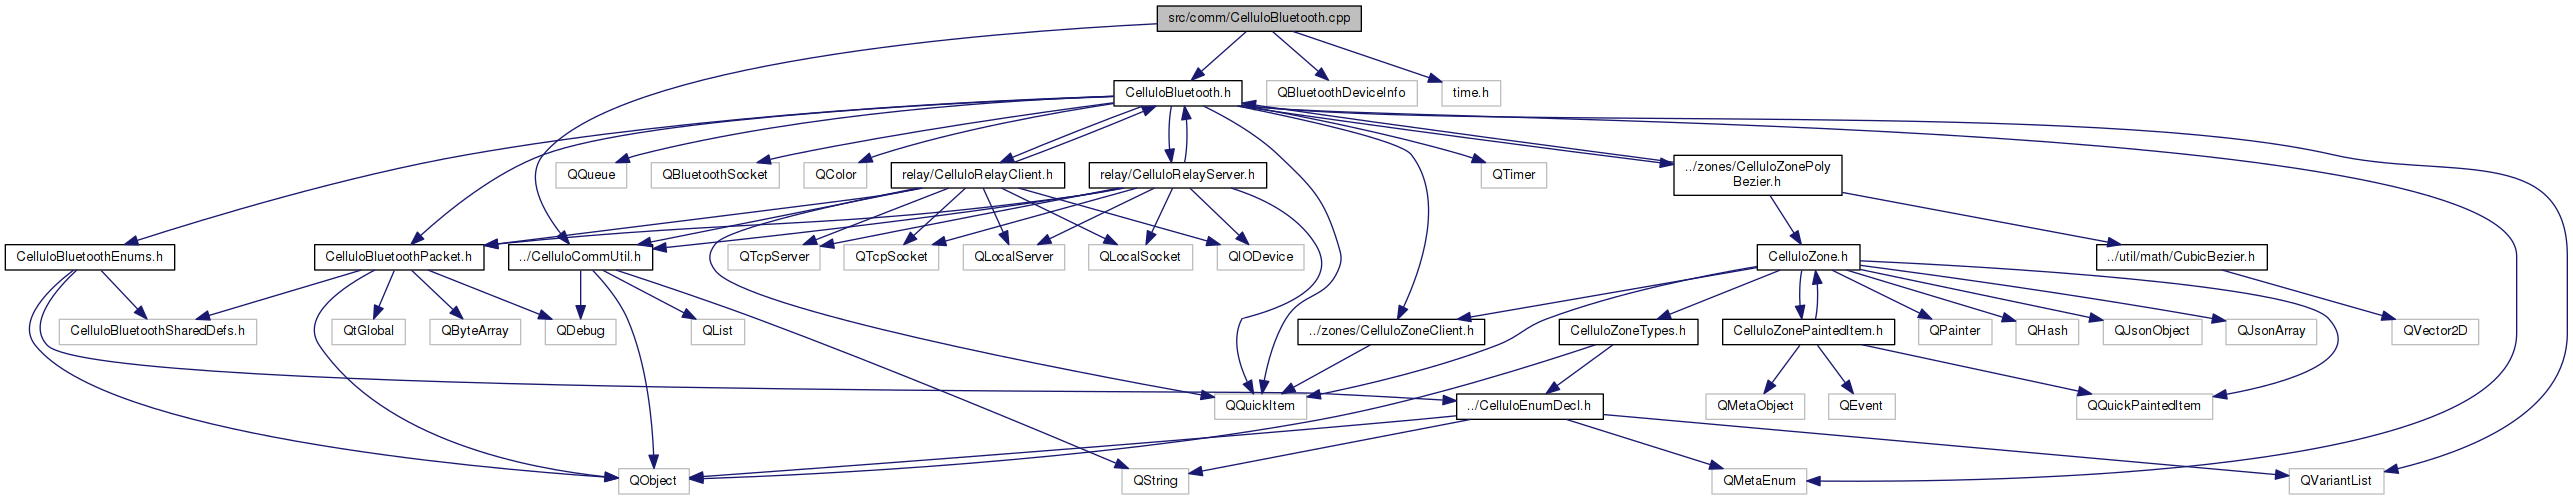 src/comm/CelluloBluetooth.cpp
CelluloBluetooth.h
QBluetoothDeviceInfo
time.h
QQueue
QBluetoothSocket
QColor
relay/CelluloRelayClient.h
relay/CelluloRelayServer.h
QTimer
../zones/CelluloZonePoly
Bezier.h
CelluloBluetoothEnums.h
CelluloBluetoothPacket.h
../CelluloCommUtil.h
QTcpServer
QTcpSocket
QLocalServer
QLocalSocket
QIODevice
CelluloZone.h
../util/math/CubicBezier.h
CelluloBluetoothSharedDefs.h
QtGlobal
QByteArray
QDebug
QList
../zones/CelluloZoneClient.h
CelluloZoneTypes.h
CelluloZonePaintedItem.h
QPainter
QHash
QJsonObject
QJsonArray
QVector2D
QQuickItem
../CelluloEnumDecl.h
QMetaObject
QEvent
QQuickPaintedItem
QObject
QString
QMetaEnum
QVariantList